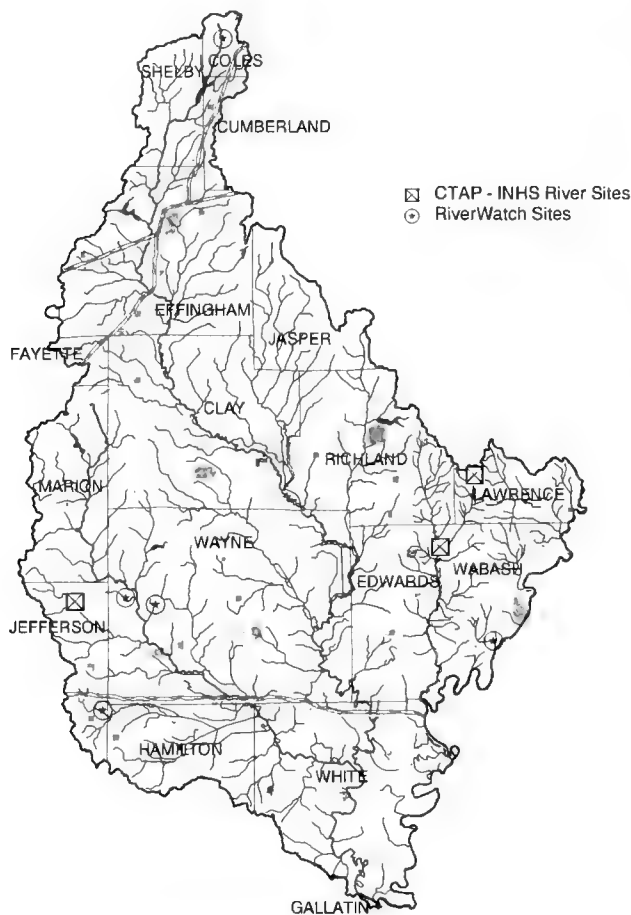 COLES
SHELBY
CUMBERLAND
CTAP - INHS River Sites
RiverWatch Sites
EFFINGHAM
JASPER
FAYETTE
CLAY
RICHLAND
MARION
LAWRENCE
WAYNE
WABASH
EDWARDS
JEFFERSON
HAMILTON
WHITE
GALLATIN